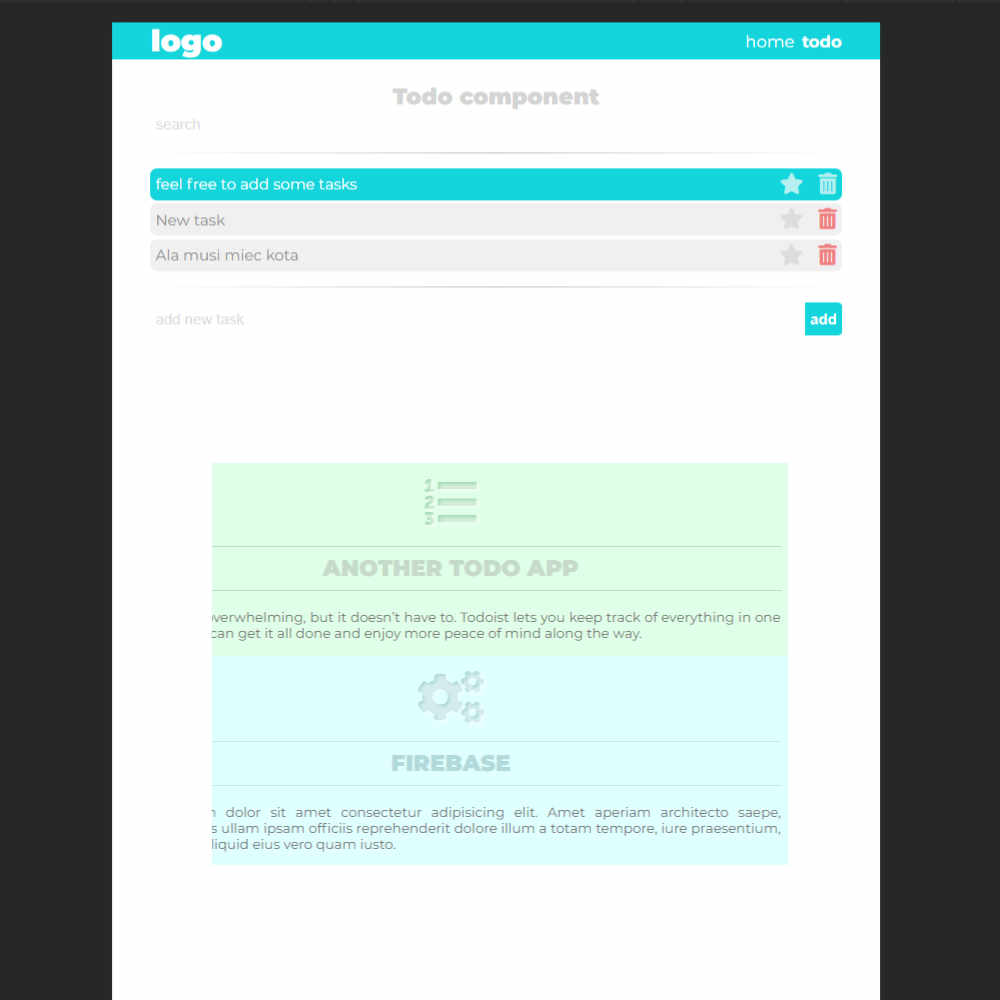 logo
home todo
Todo component
search
feel free to add some tasks
New task
Ala musi miec kota
add new task
add
1
2
3
ANOTHER TODO APP
overwhelming, but it doesn't have to. Todoist lets you keep track of everything in one
can get it all done and enjoy more peace of mind along the way.
FIREBASE
dolor sit amet consectetur adipisicing elit. Amet aperiam architecto saepe,
ullam ipsam officiis reprehenderit dolore illum a totam tempore, iure praesentium,
eius vero quam iusto.